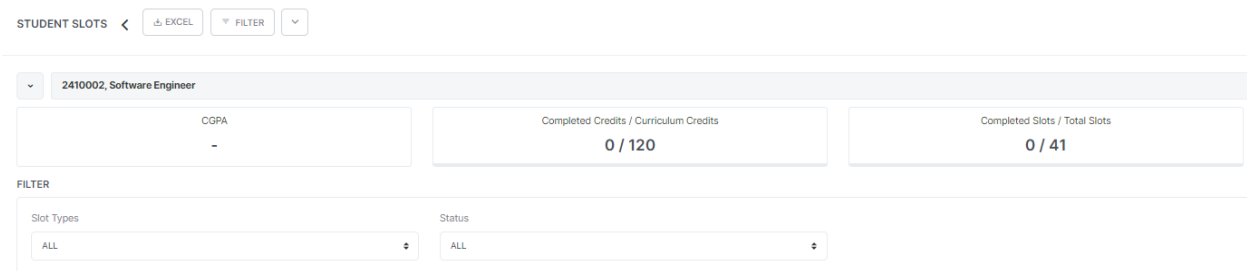 STUDENT SLOTS EXCEL FILTER
2410002, Software Engineer
CGPA Completed Credits / Curriculum Credits Completed Slots / Total Slots
- 0 / 120 0 / 41
FILTER
Slot Types Status
ALL ALL